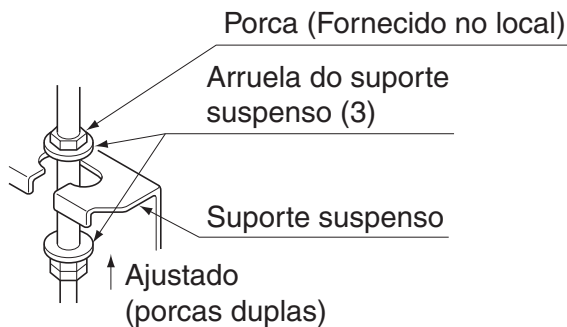 Porca (Fornecido no local)
Arruela do suporte
suspenso (3)
Suporte suspenso
Ajustado
(porcas duplas)